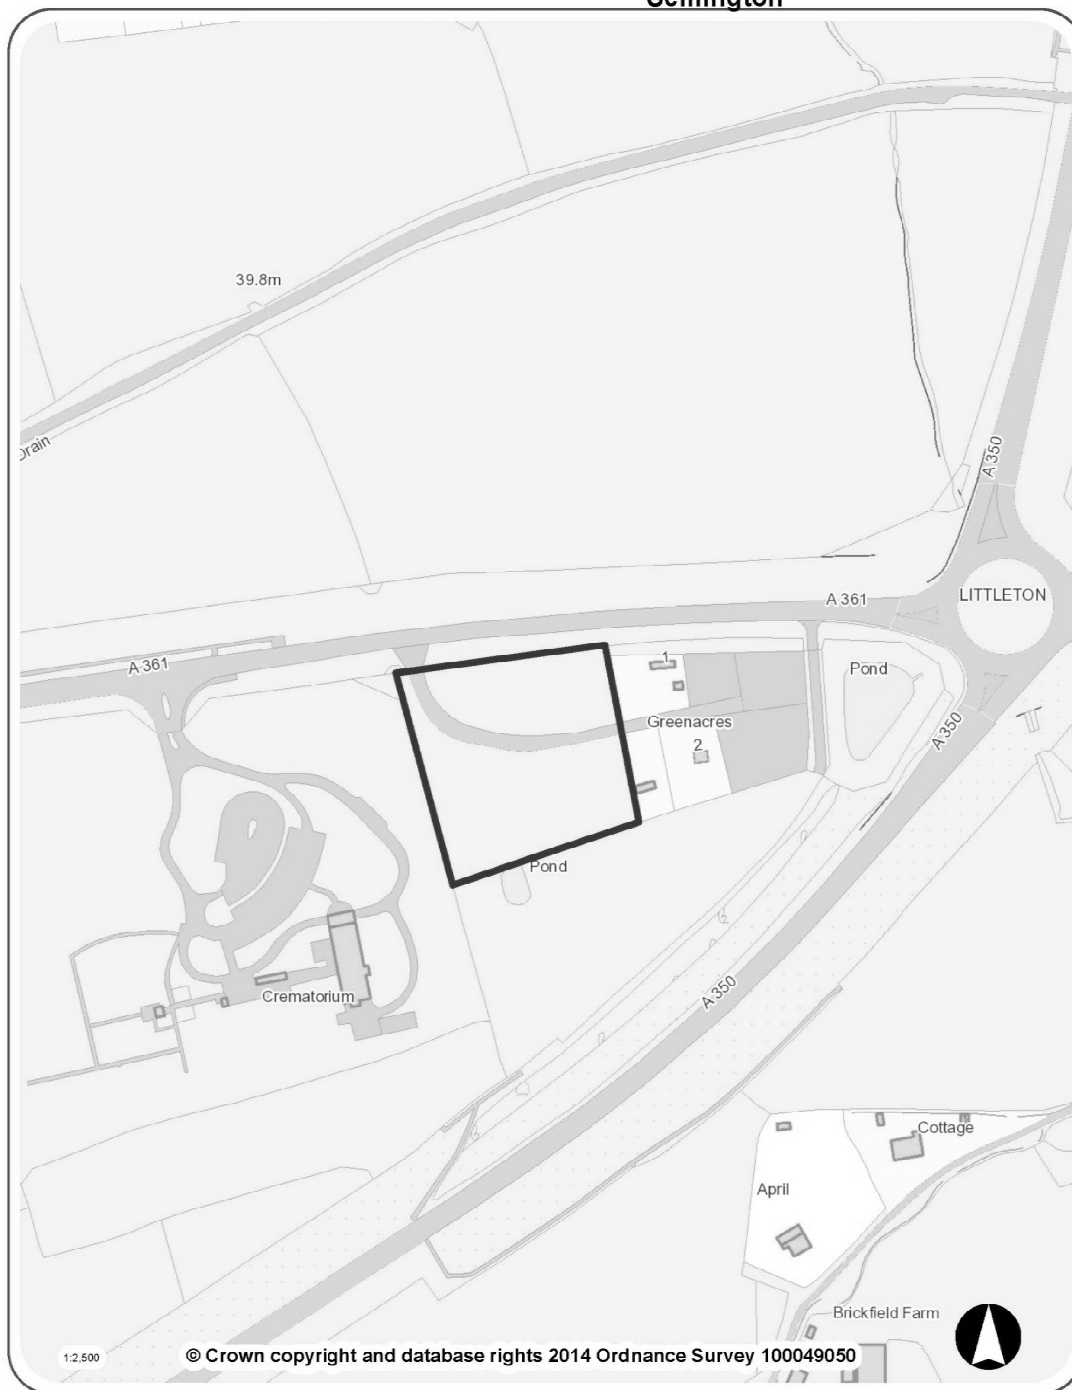 Semington
39.8m
Drain
A 350
LITTLETON
A 361
A 361
1
Pond
Greenacres
2
A 350
Pond
A 350
Crematorium
Cottage
April
Brickfield Farm
1:2,500
© Crown copyright and database rights 2014 Ordnance Survey 100049050